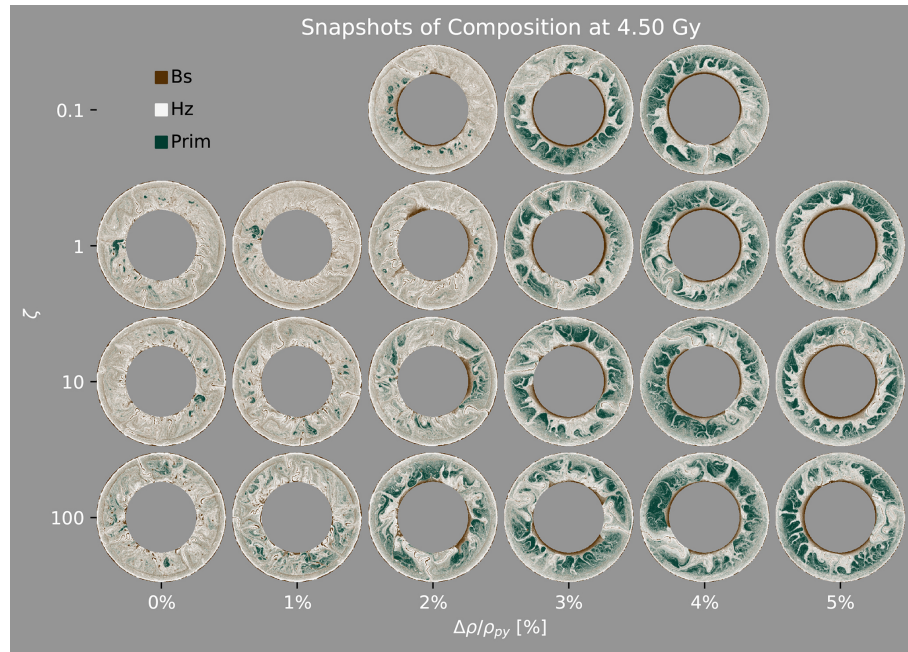 Snapshots of Composition at 4.50 Gy
Bs
Hz
Prim
0.1
1
ζ
10
100
0% 1% 2% 3% 4% 5%
Δρ/ρpy [%]